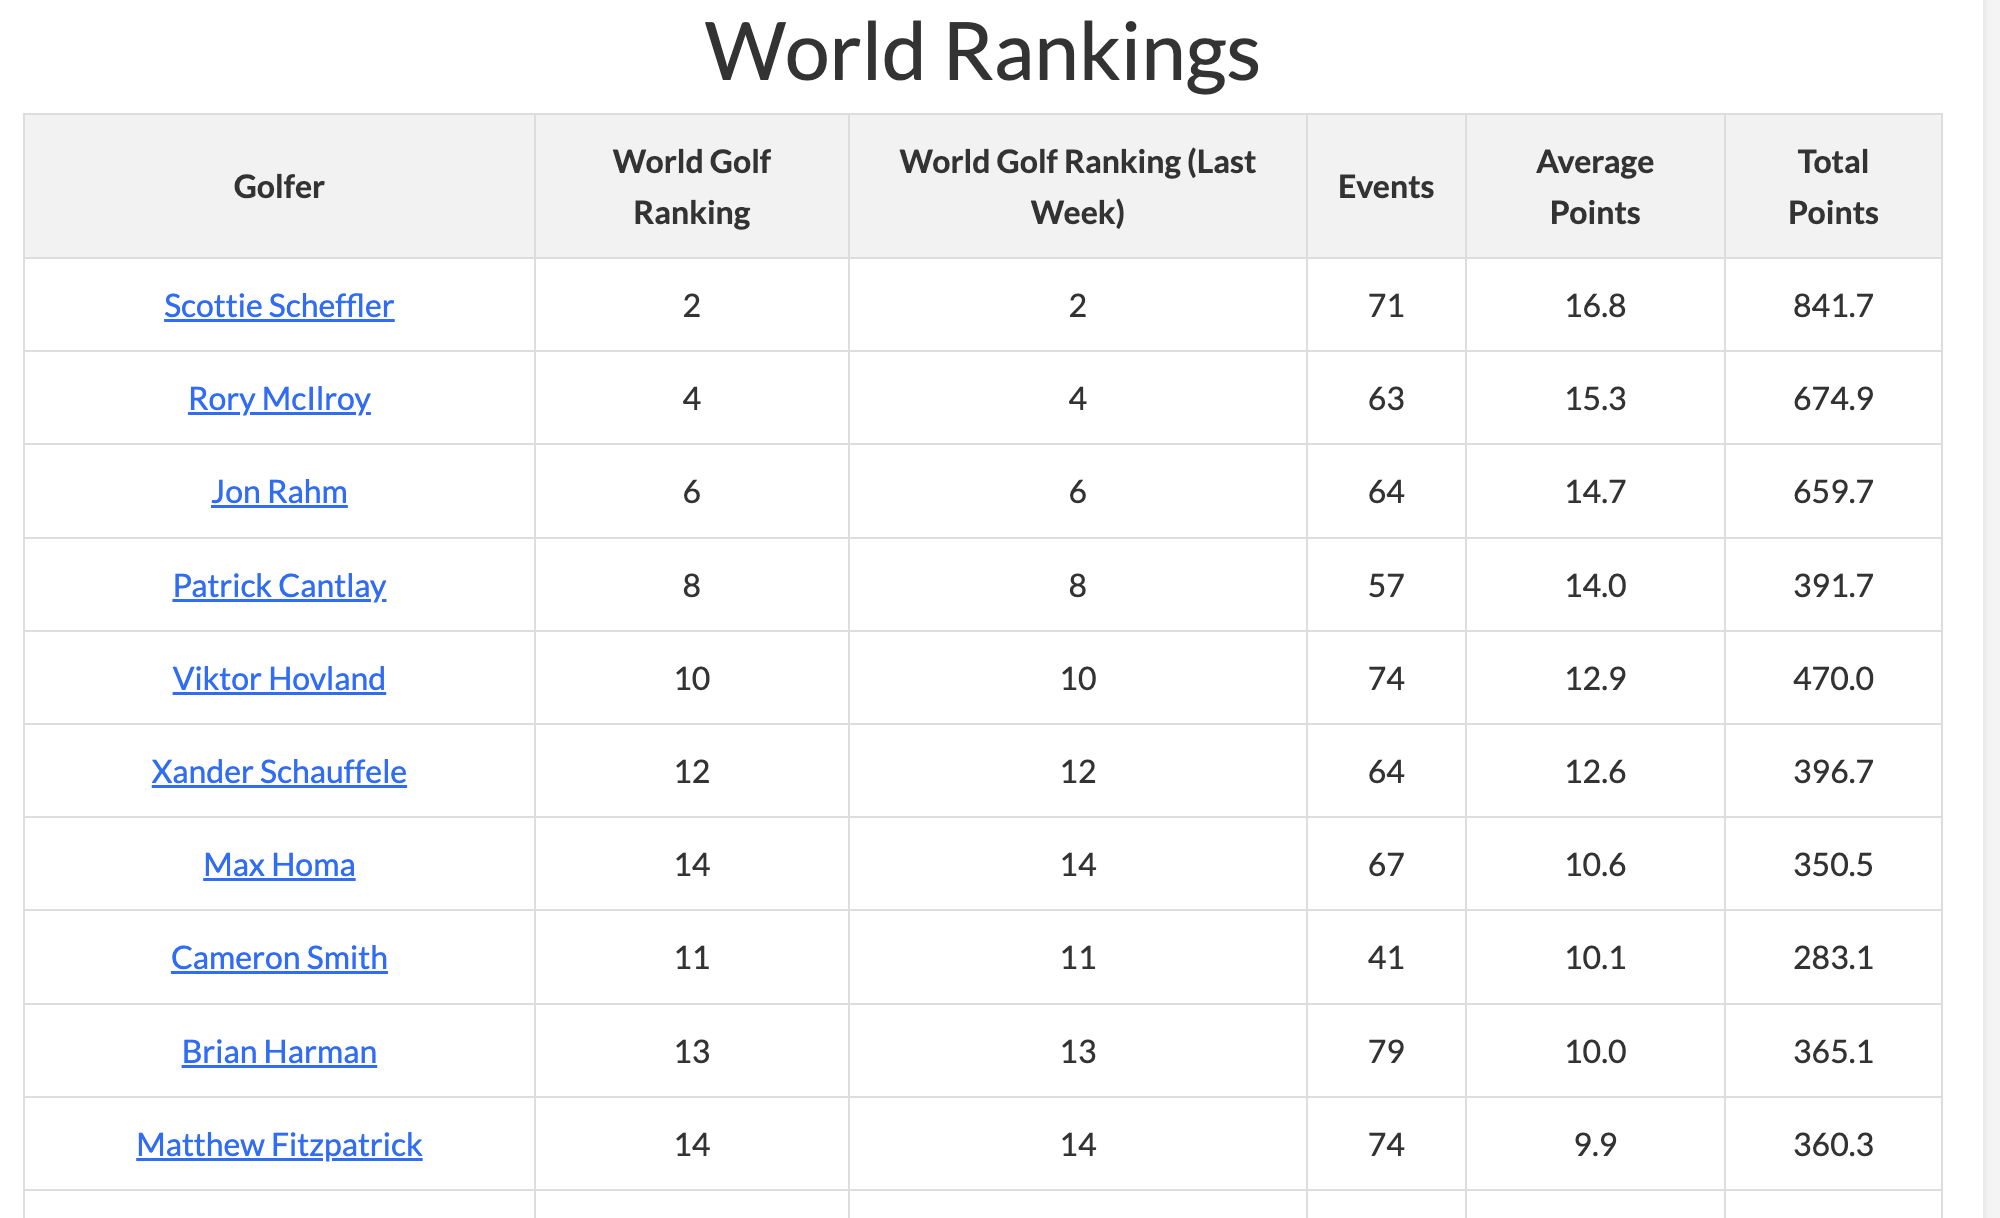 World Rankings
Golfer World Golf Ranking World Golf Ranking (Last Week) Events Average Points Total Points
Scottie Scheffler 2 2 71 16.8 841.7
Rory McIlroy 4 4 63 15.3 674.9
Jon Rahm 6 6 64 14.7 659.7
Patrick Cantlay 8 8 57 14.0 391.7
Viktor Hovland 10 10 74 12.9 470.0
Xander Schauffele 12 12 64 12.6 396.7
Max Homa 14 14 67 10.6 350.5
Cameron Smith 11 11 41 10.1 283.1
Brian Harman 13 13 79 10.0 365.1
Matthew Fitzpatrick 14 14 74 9.9 360.3